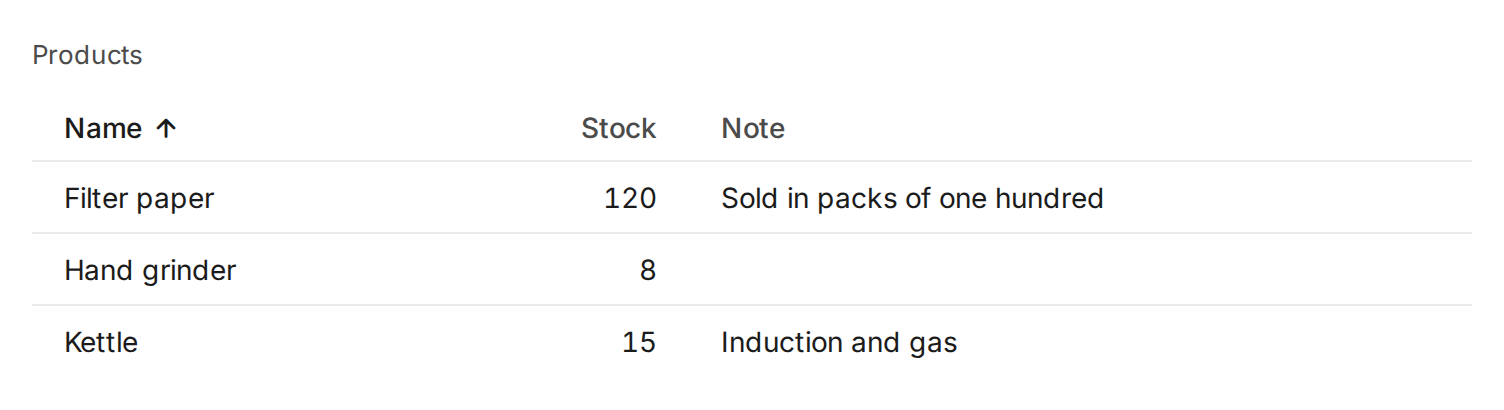 Products
Name ↑ Stock Note
Filter paper 120 Sold in packs of one hundred
Hand grinder 8
Kettle 15 Induction and gas